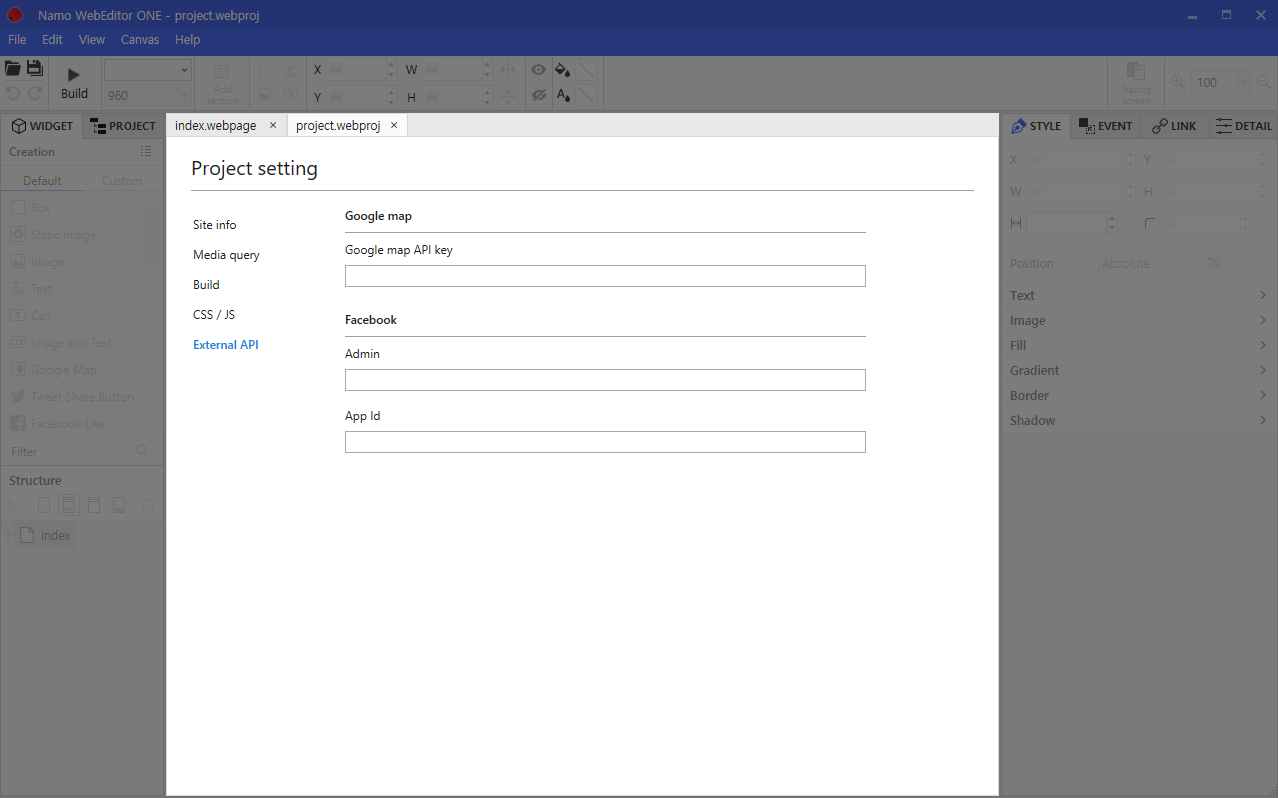 Namo WebEditor ONE - project.webproj
File Edit View Canvas Help
Build
960
Add
section
X px W px
Y px H px
Tracing
screen
100
WIDGET PROJECT
index.webpage × project.webproj ×
STYLE EVENT LINK DETAIL
Creation
Default Custom
Box
Static Image
Image
Text
Cell
Image and Text
Google Map
Tweet Share Button
Facebook Like
Filter
Structure
index
Project setting
Site info
Media query
Build
CSS / JS
External API
Google map
Google map API key
Facebook
Admin
App Id
X Y
W H
Position Absolute
Text
Image
Fill
Gradient
Border
Shadow